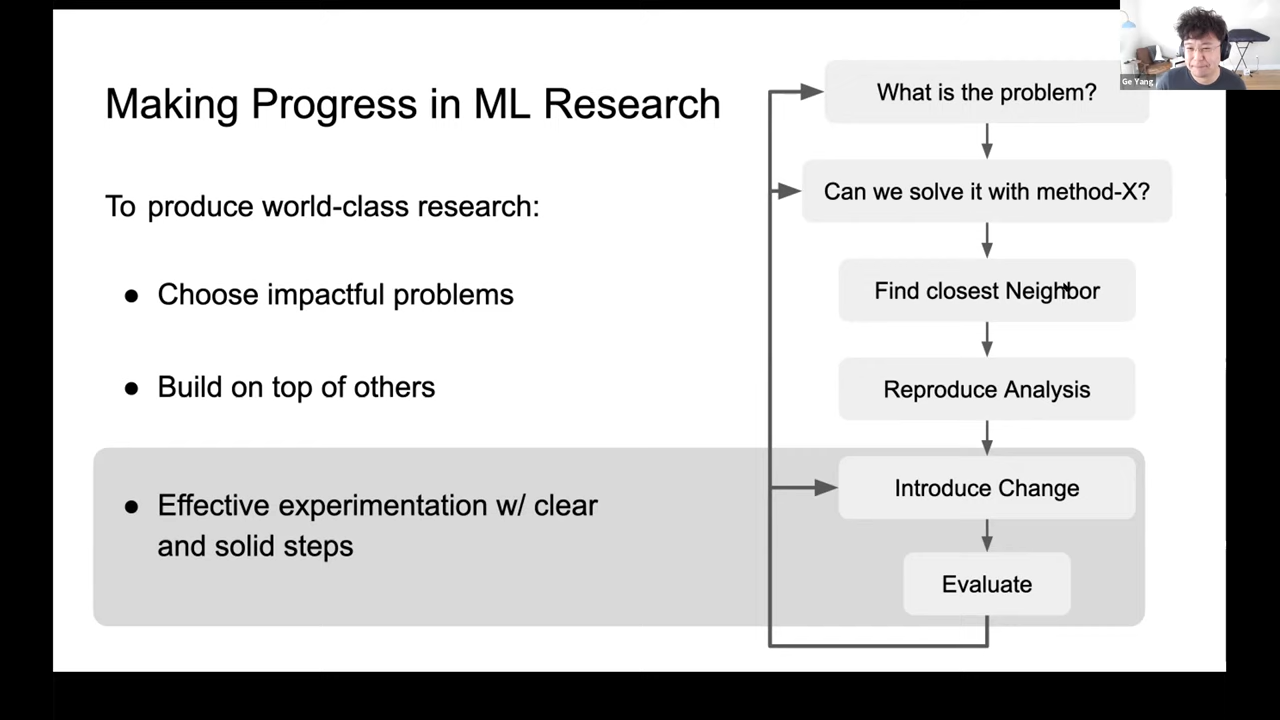 Making Progress in ML Research
To produce world-class research:
● Choose impactful problems
● Build on top of others
● Effective experimentation w/ clear
and solid steps
What is the problem?
Can we solve it with method-X?
Find closest Neighbor
Reproduce Analysis
Introduce Change
Evaluate
Ge Yang